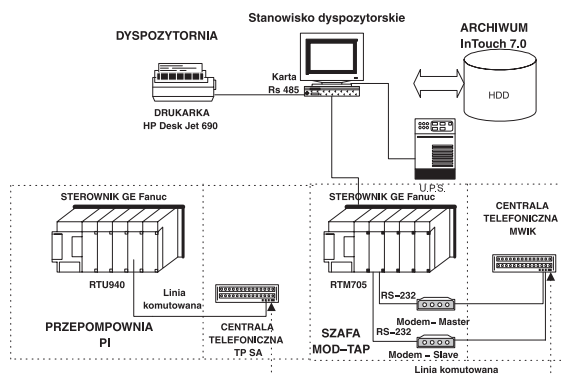 Stanowisko dyspozytorskie
DYSPOZYTORNIA
ARCHIWUM
InTouch 7.0
Karta
Rs 485
HDD
DRUKARKA
HP Desk Jet 690
U.P.S.
STEROWNIK GE Fanuc
STEROWNIK GE Fanuc
CENTRALA
TELEFONICZNA
MWIK
RTU940
RTM705
Linia
komutowana
RS–232
Modem – Master
PRZEPOMPOWNIA
PI
CENTRALA
TELEFONICZNA
TP SA
SZAFA
MOD–TAP
RS–232
Modem – Slave
Linia komutowana